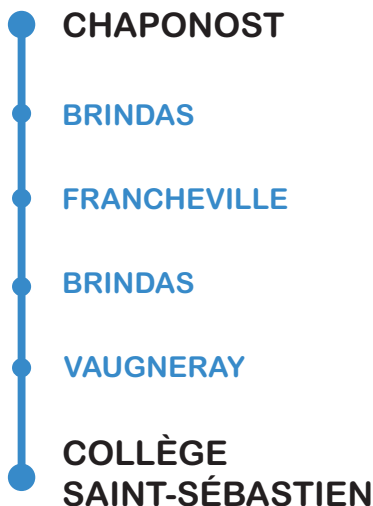 CHAPONOST
BRINDAS
FRANCHEVILLE
BRINDAS
VAUGNERAY
COLLÈGE
SAINT-SÉBASTIEN